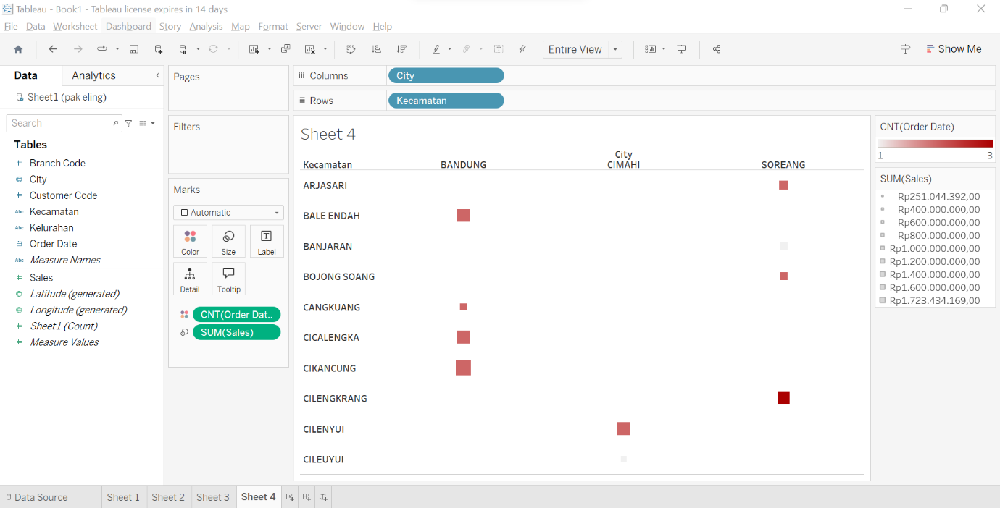 Tableau - Book1 - Tableau license expires in 14 days
File Data Worksheet Dashboard Story Analysis Map Format Server Window Help
Entire View
Show Me
Data Analytics
Sheet1 (pak eling)
Search
Tables
# Branch Code
City
# Customer Code
Abc Kecamatan
Abc Kelurahan
Order Date
Abc Measure Names
# Sales
Latitude (generated)
Longitude (generated)
# Sheet1 (Count)
# Measure Values
Pages
Filters
Marks
Automatic
Color Size Label
Detail Tooltip
CNT(Order Dat..
SUM(Sales)
Columns City
Rows Kecamatan
Sheet 4
City
Kecamatan BANDUNG CIMAHI SOREANG
ARJASARI
BALE ENDAH
BANJARAN
BOJONG SOANG
CANGKUANG
CICALENGKA
CIKANCUNG
CILENGKRANG
CILENYUI
CILEUYUI
CNT(Order Date)
1 3
SUM(Sales)
Rp251.044.392,00
Rp400.000.000,00
Rp600.000.000,00
Rp800.000.000,00
Rp1.000.000.000,00
Rp1.200.000.000,00
Rp1.400.000.000,00
Rp1.600.000.000,00
Rp1.723.434.169,00
Data Source Sheet 1 Sheet 2 Sheet 3 Sheet 4